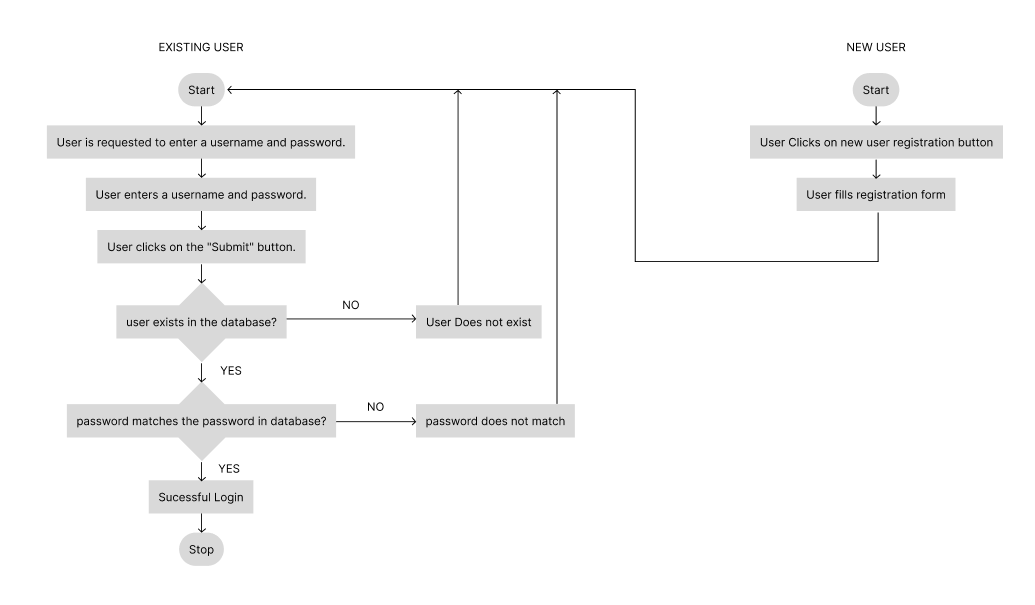 EXISTING USER
NEW USER
Start
Start
User is requested to enter a username and password.
User Clicks on new user registration button
User enters a username and password.
User fills registration form
User clicks on the "Submit" button.
NO
user exists in the database?
User Does not exist
YES
NO
password matches the password in database?
password does not match
YES
Sucessful Login
Stop